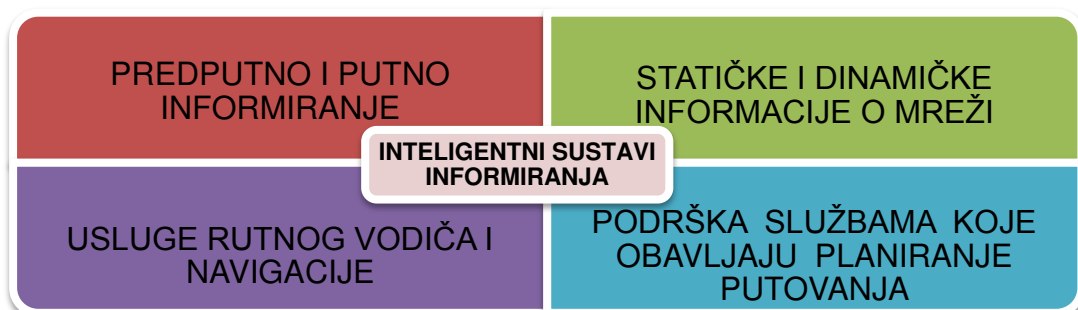 PREDPUTNO I PUTNO
INFORMIRANJE
STATIČKE I DINAMIČKE
INFORMACIJE O MREŽI
INTELIGENTNI SUSTAVI
INFORMIRANJA
USLUGE RUTNOG VODIČA I
NAVIGACIJE
PODRŠKA SLUŽBAMA KOJE
OBAVLJAJU PLANIRANJE
PUTOVANJA